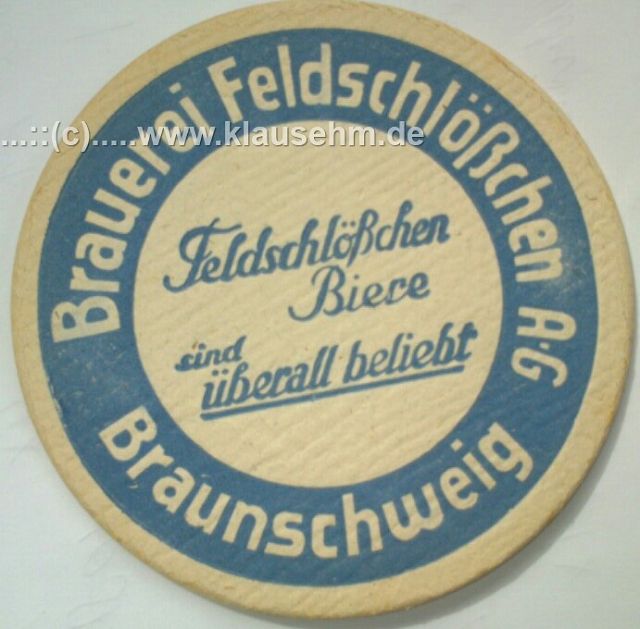 Brauerei Feldschlößchen A·G
...::(c).....www.klausehm.de
Feldschlößchen
Biere
sind
überall beliebt
Braunschweig